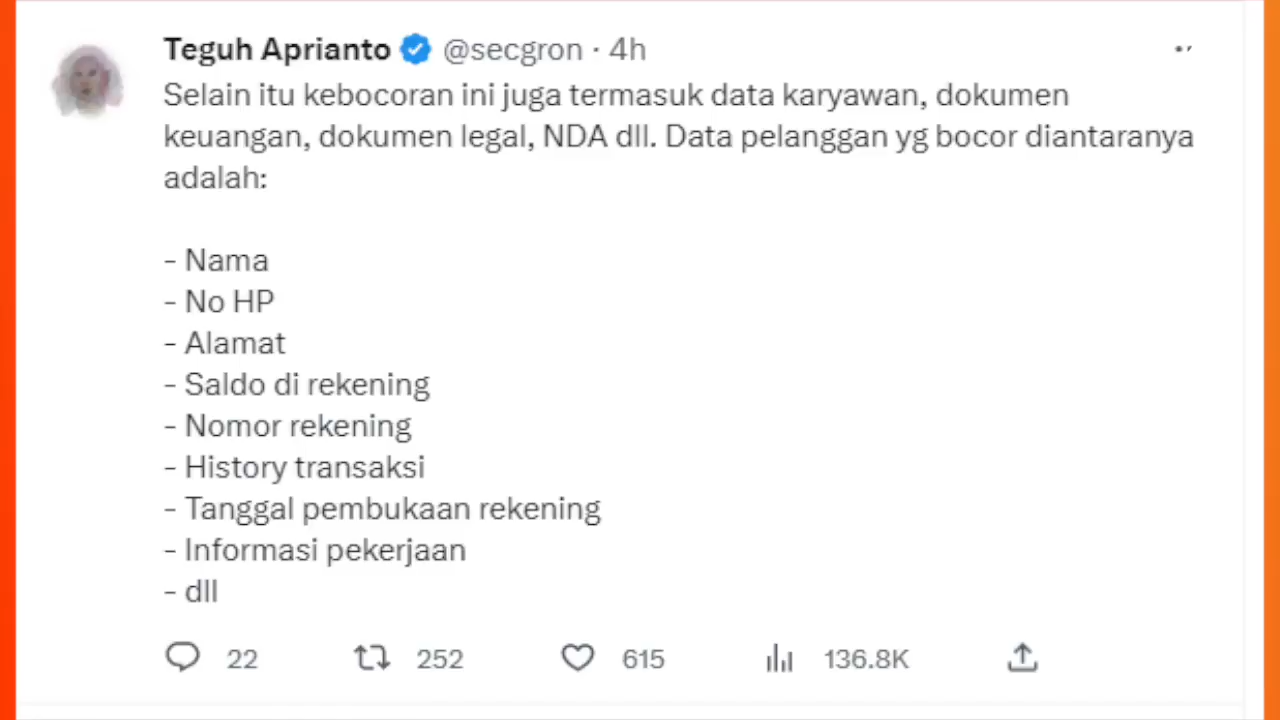 Teguh Aprianto @secgron · 4h
Selain itu kebocoran ini juga termasuk data karyawan, dokumen
keuangan, dokumen legal, NDA dll. Data pelanggan yg bocor diantaranya
adalah:
- Nama
- No HP
- Alamat
- Saldo di rekening
- Nomor rekening
- History transaksi
- Tanggal pembukaan rekening
- Informasi pekerjaan
- dll
22 252 615 136.8K